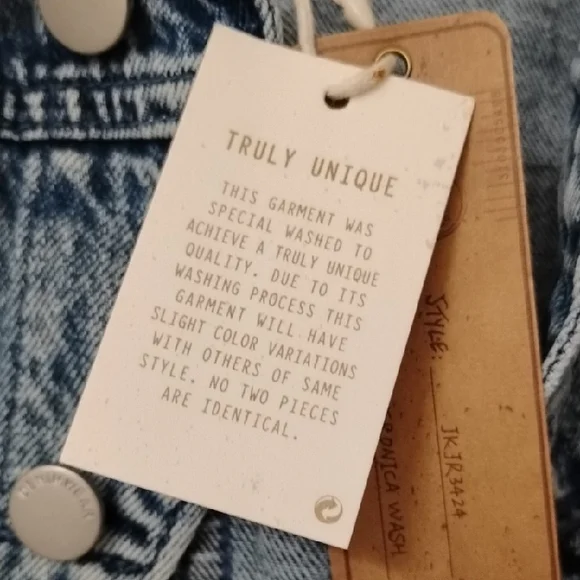 TRULY UNIQUE
THIS GARMENT WAS
SPECIAL WASHED TO
ACHIEVE A TRULY UNIQUE
QUALITY. DUE TO ITS
WASHING PROCESS THIS
GARMENT WILL HAVE
SLIGHT COLOR VARIATIONS
WITH OTHERS OF SAME
STYLE. NO TWO PIECES
ARE IDENTICAL.
STYLE:
JKJR3424
WASH